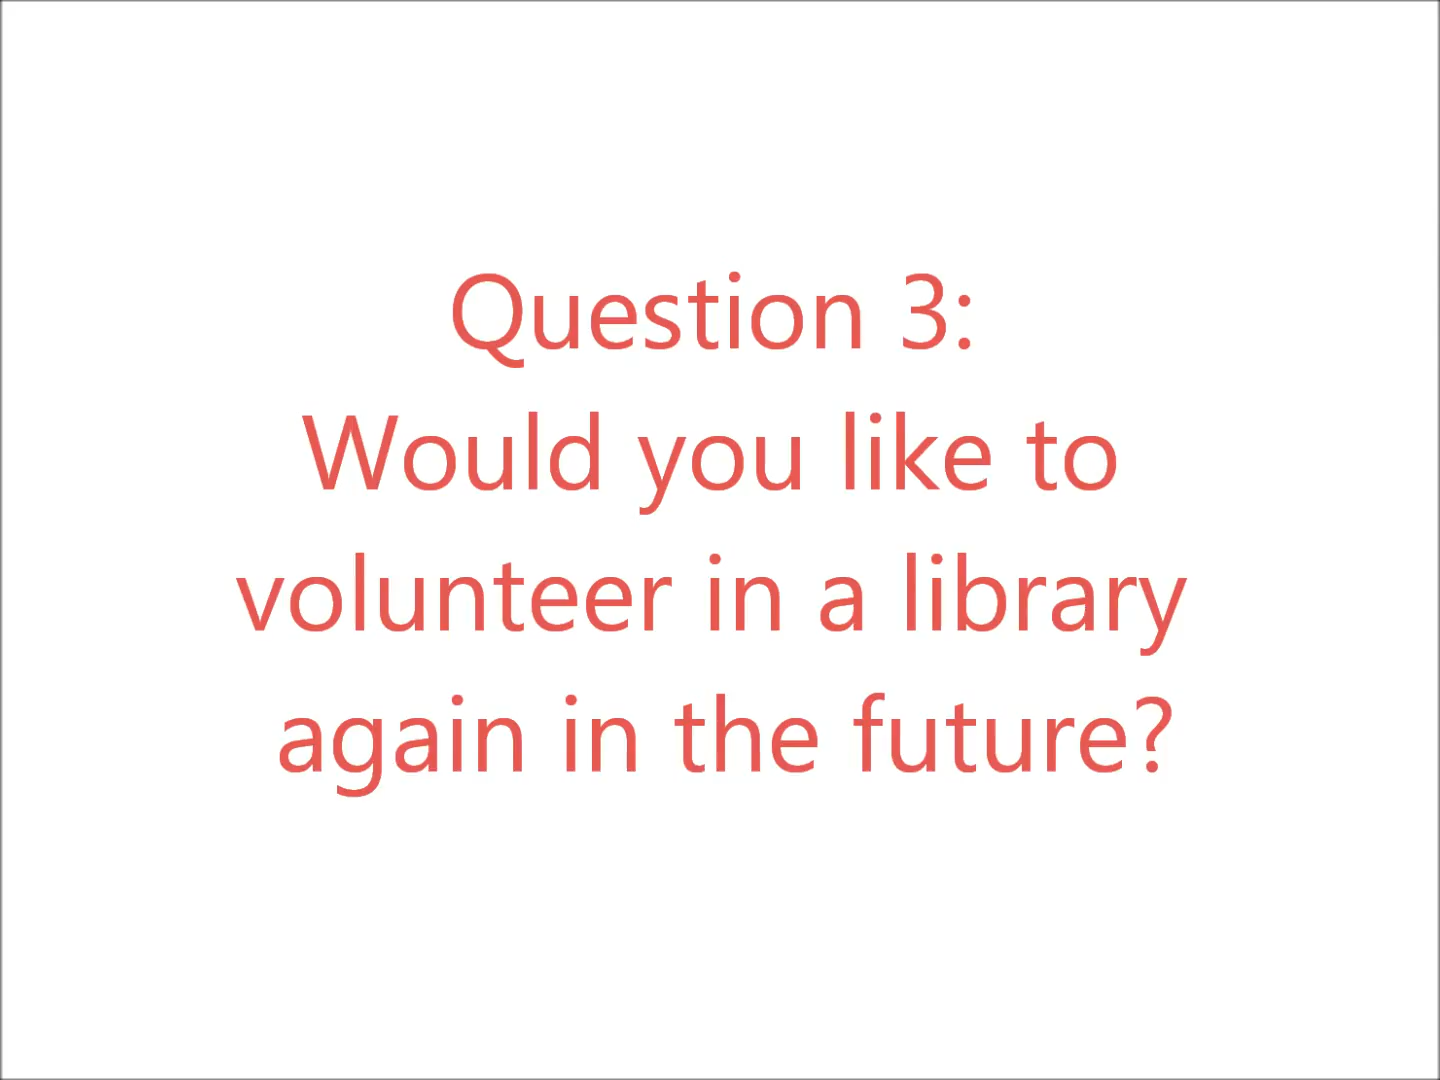 Question 3:
Would you like to
volunteer in a library
again in the future?